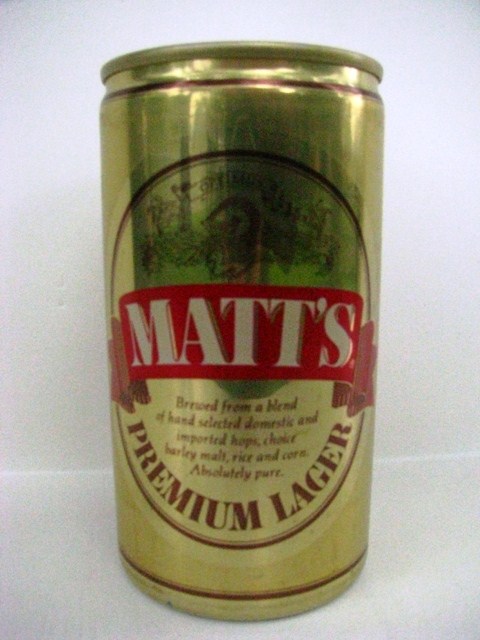 MATT'S
Brewed from a blend
of hand selected domestic and
imported hops, choice
barley malt, rice and corn.
Absolutely pure.
PREMIUM LAGER